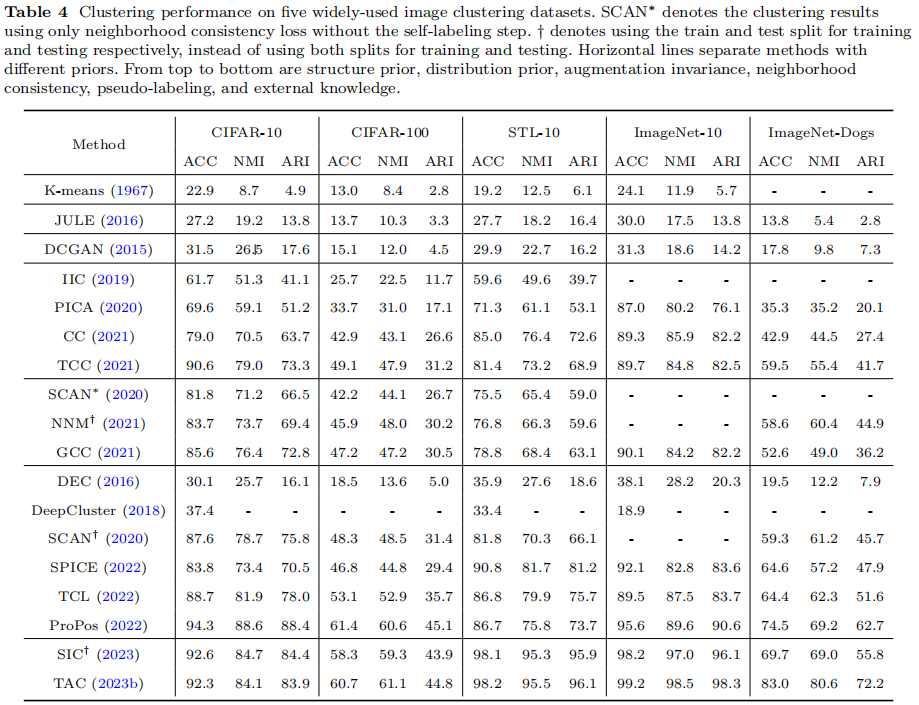 Table 4 Clustering performance on five widely-used image clustering datasets. SCAN* denotes the clustering results
using only neighborhood consistency loss without the self-labeling step. † denotes using the train and test split for training
and testing respectively, instead of using both splits for training and testing. Horizontal lines separate methods with
different priors. From top to bottom are structure prior, distribution prior, augmentation invariance, neighborhood
consistency, pseudo-labeling, and external knowledge.
Method CIFAR-10 CIFAR-100 STL-10 ImageNet-10 ImageNet-Dogs
ACC NMI ARI ACC NMI ARI ACC NMI ARI ACC NMI ARI ACC NMI ARI
K-means (1967) 22.9 8.7 4.9 13.0 8.4 2.8 19.2 12.5 6.1 24.1 11.9 5.7 - - -
JULE (2016) 27.2 19.2 13.8 13.7 10.3 3.3 27.7 18.2 16.4 30.0 17.5 13.8 13.8 5.4 2.8
DCGAN (2015) 31.5 26.5 17.6 15.1 12.0 4.5 29.9 22.7 16.2 31.3 18.6 14.2 17.8 9.8 7.3
IIC (2019) 61.7 51.3 41.1 25.7 22.5 11.7 59.6 49.6 39.7 - - - - - -
PICA (2020) 69.6 59.1 51.2 33.7 31.0 17.1 71.3 61.1 53.1 87.0 80.2 76.1 35.3 35.2 20.1
CC (2021) 79.0 70.5 63.7 42.9 43.1 26.6 85.0 76.4 72.6 89.3 85.9 82.2 42.9 44.5 27.4
TCC (2021) 90.6 79.0 73.3 49.1 47.9 31.2 81.4 73.2 68.9 89.7 84.8 82.5 59.5 55.4 41.7
SCAN* (2020) 81.8 71.2 66.5 42.2 44.1 26.7 75.5 65.4 59.0 - - - - - -
NNM† (2021) 83.7 73.7 69.4 45.9 48.0 30.2 76.8 66.3 59.6 - - - 58.6 60.4 44.9
GCC (2021) 85.6 76.4 72.8 47.2 47.2 30.5 78.8 68.4 63.1 90.1 84.2 82.2 52.6 49.0 36.2
DEC (2016) 30.1 25.7 16.1 18.5 13.6 5.0 35.9 27.6 18.6 38.1 28.2 20.3 19.5 12.2 7.9
DeepCluster (2018) 37.4 - - - - - 33.4 - - 18.9 - - - - -
SCAN† (2020) 87.6 78.7 75.8 48.3 48.5 31.4 81.8 70.3 66.1 - - - 59.3 61.2 45.7
SPICE (2022) 83.8 73.4 70.5 46.8 44.8 29.4 90.8 81.7 81.2 92.1 82.8 83.6 64.6 57.2 47.9
TCL (2022) 88.7 81.9 78.0 53.1 52.9 35.7 86.8 79.9 75.7 89.5 87.5 83.7 64.4 62.3 51.6
ProPos (2022) 94.3 88.6 88.4 61.4 60.6 45.1 86.7 75.8 73.7 95.6 89.6 90.6 74.5 69.2 62.7
SIC† (2023) 92.6 84.7 84.4 58.3 59.3 43.9 98.1 95.3 95.9 98.2 97.0 96.1 69.7 69.0 55.8
TAC (2023b) 92.3 84.1 83.9 60.7 61.1 44.8 98.2 95.5 96.1 99.2 98.5 98.3 83.0 80.6 72.2